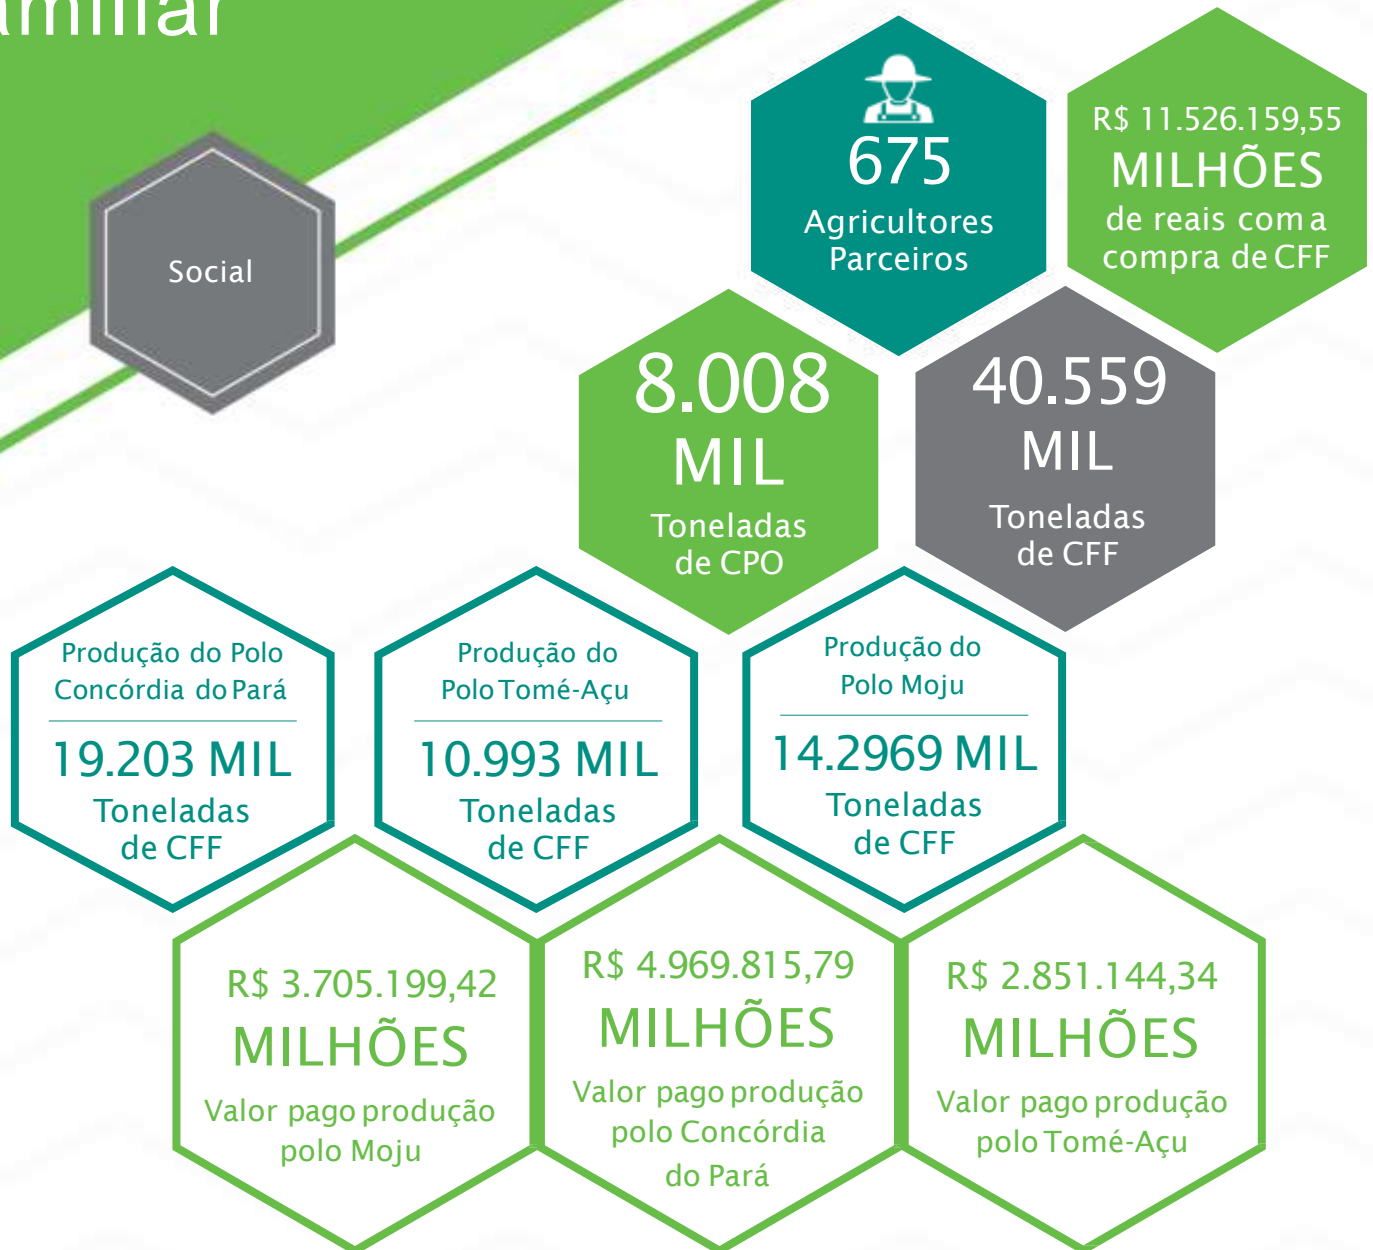 Social
675
Agricultores
Parceiros
R$ 11.526.159,55
MILHÕES
de reais com a
compra de CFF
8.008
MIL
Toneladas
de CPO
40.559
MIL
Toneladas
de CFF
Produção do Polo
Concórdia do Pará
19.203 MIL
Toneladas
de CFF
Produção do
Polo Tomé-Açu
10.993 MIL
Toneladas
de CFF
Produção do
Polo Moju
14.2969 MIL
Toneladas
de CFF
R$ 3.705.199,42
MILHÕES
Valor pago produção
polo Moju
R$ 4.969.815,79
MILHÕES
Valor pago produção
polo Concórdia
do Pará
R$ 2.851.144,34
MILHÕES
Valor pago produção
polo Tomé-Açu